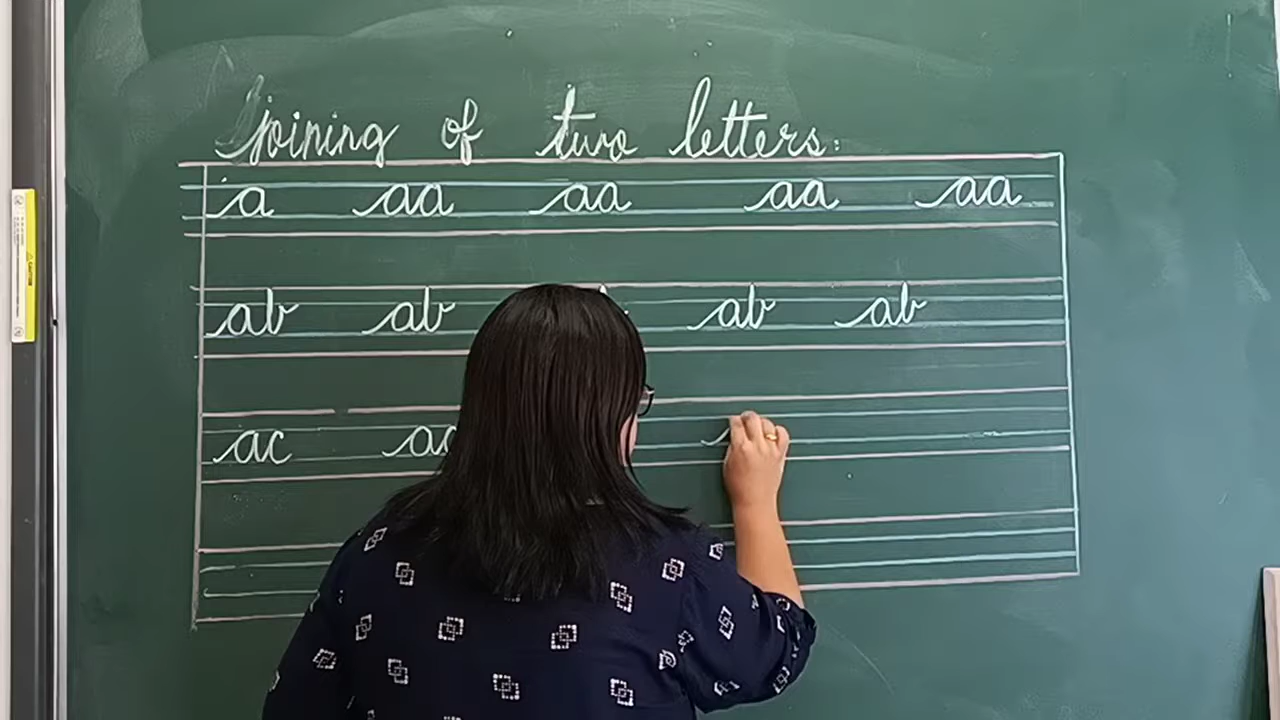 joining of two letters:
a aa aa aa aa
ab ab ab ab
ac